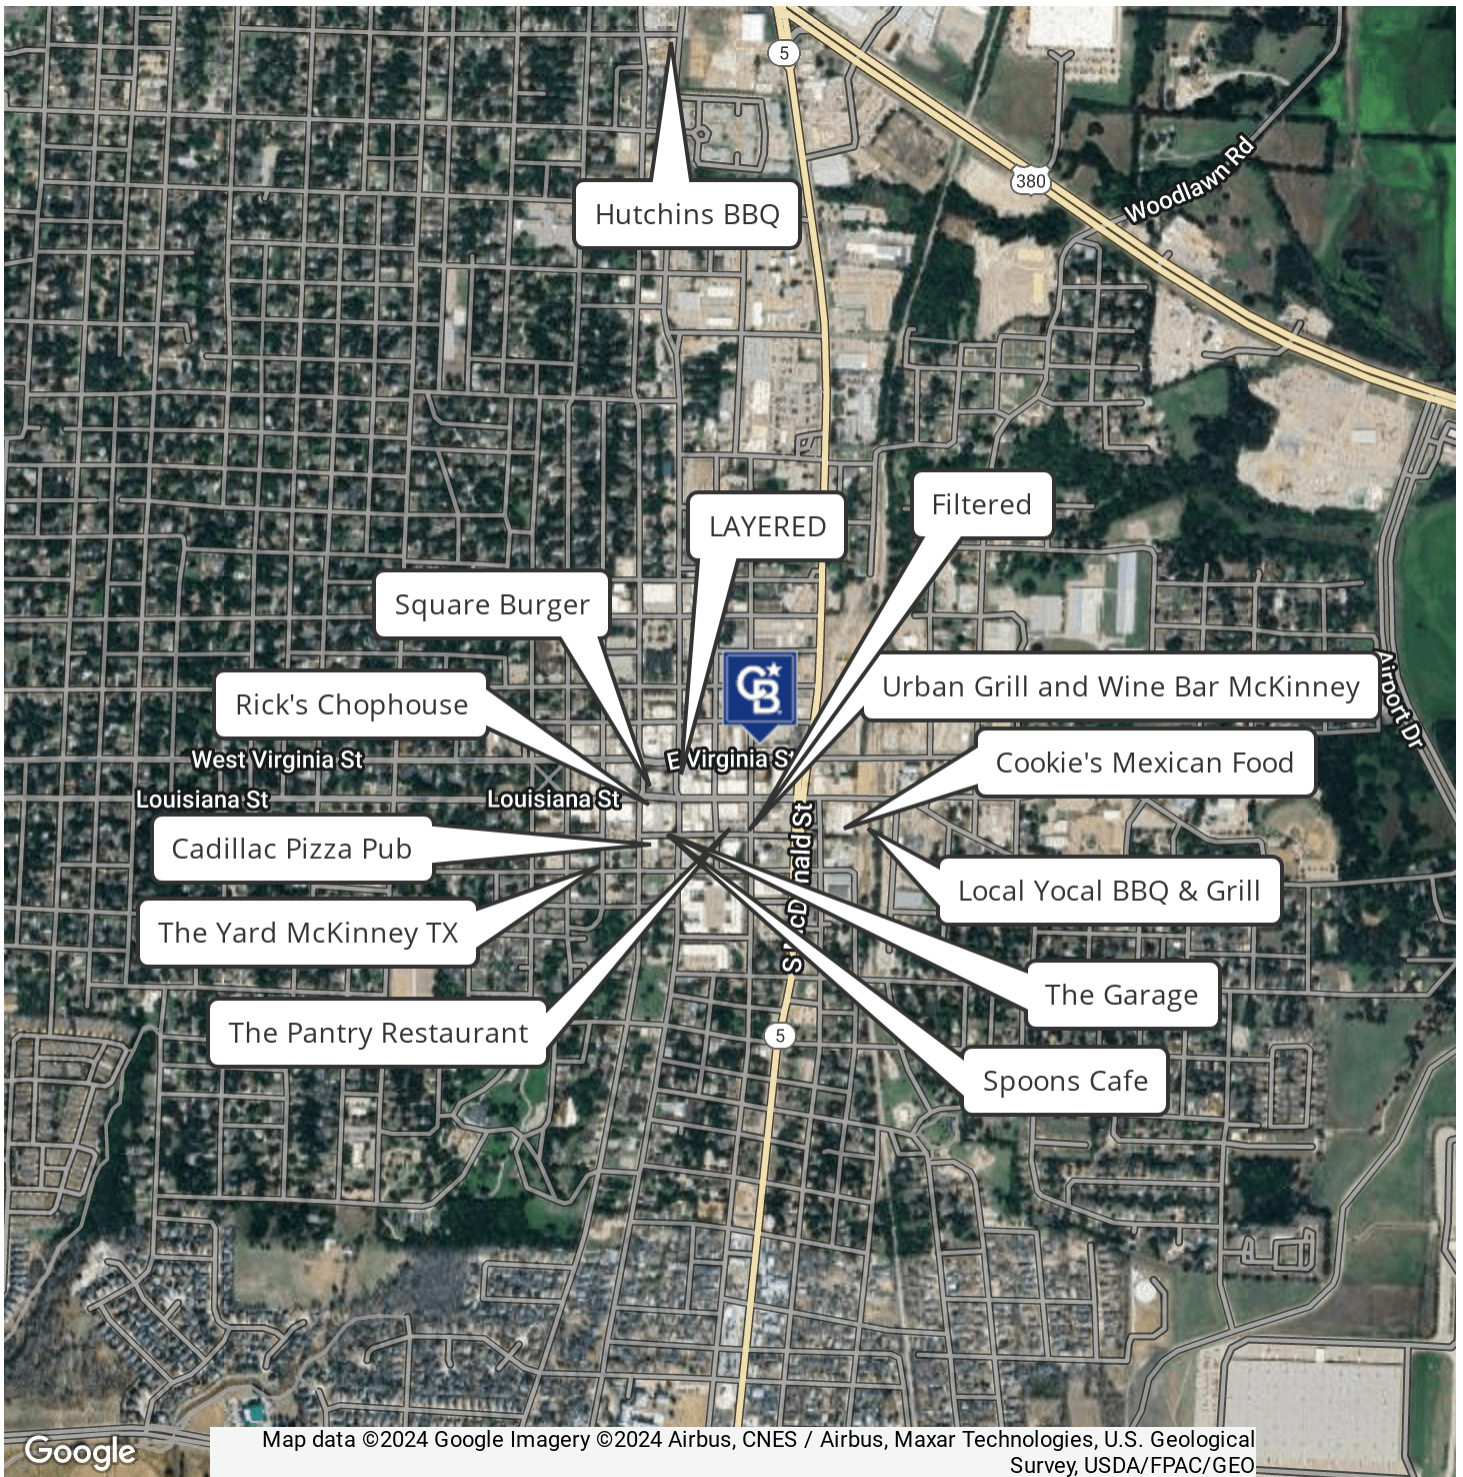 5
380
Woodlawn Rd
Hutchins BBQ
Filtered
LAYERED
Square Burger
Urban Grill and Wine Bar McKinney
Rick's Chophouse
Airport Dr
CB
West Virginia St
E Virginia St
Cookie's Mexican Food
Louisiana St
Louisiana St
Cadillac Pizza Pub
S McDonald St
Local Yocal BBQ & Grill
The Yard McKinney TX
The Garage
The Pantry Restaurant
5
Spoons Cafe
Google
Map data ©2024 Google Imagery ©2024 Airbus, CNES / Airbus, Maxar Technologies, U.S. Geological
Survey, USDA/FPAC/GEO